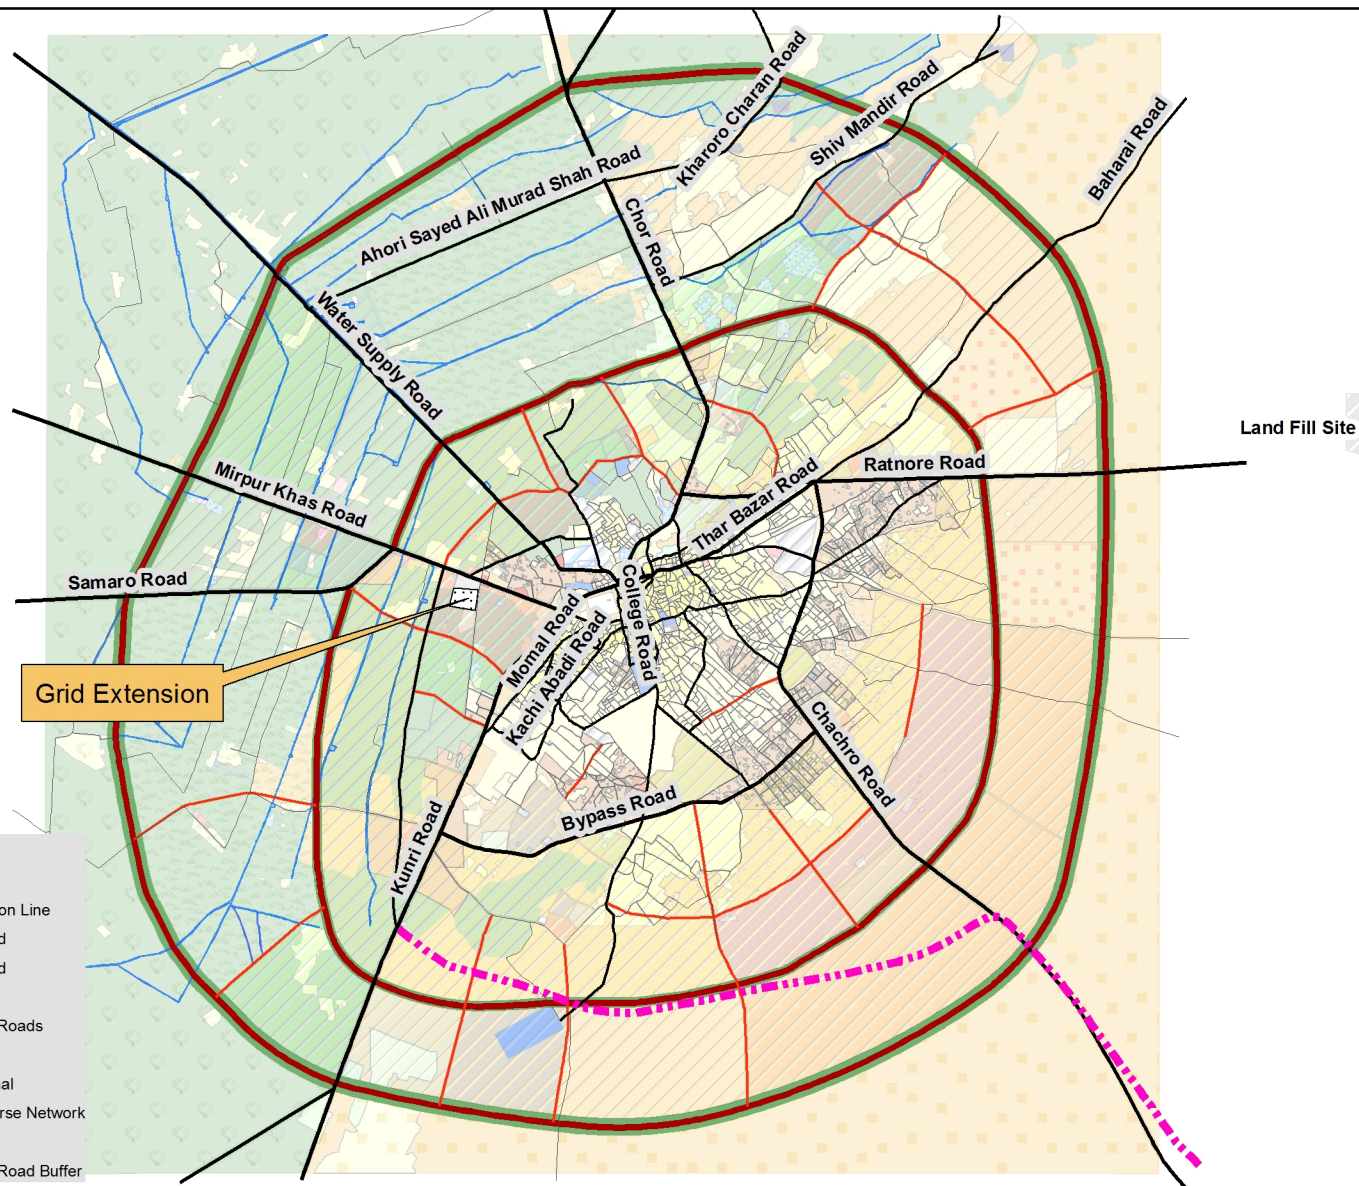 Kharoro Charan Road
Shiv Mandir Road
Baharai Road
Ahori Sayed Ali Murad Shah Road
Chor Road
Water Supply Road
Land Fill Site
Ratnore Road
Thar Bazar Road
Mirpur Khas Road
Samaro Road
College Road
Momal Road
Kachi Abadi Road
Grid Extension
Chachro Road
Bypass Road
Kunri Road
on Line
d
d
Roads
al
rse Network
Road Buffer